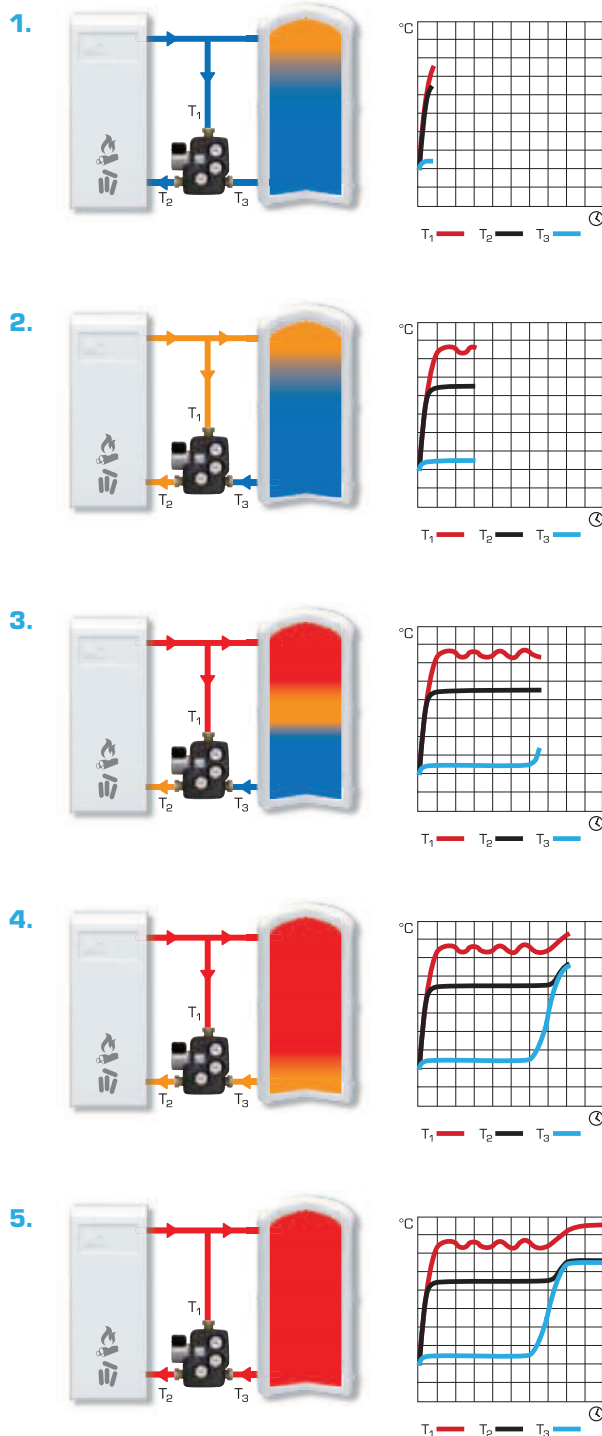 1.
T₁
T₂
T₃
°C
T₁ T₂ T₃
2.
T₁
T₂
T₃
°C
T₁ T₂ T₃
3.
T₁
T₂
T₃
°C
T₁ T₂ T₃
4.
T₁
T₂
T₃
°C
T₁ T₂ T₃
5.
T₁
T₂
T₃
°C
T₁ T₂ T₃